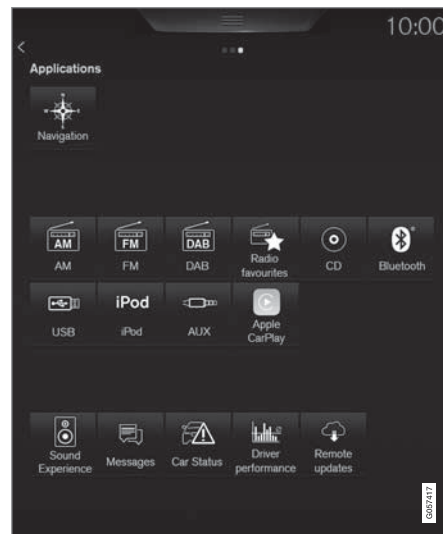 10:00
Applications
Navigation
AM FM DAB
AM FM DAB Radio favourites CD Bluetooth
iPod
USB iPod AUX Apple CarPlay
Sound Experience Messages Car Status Driver performance Remote updates
G057417